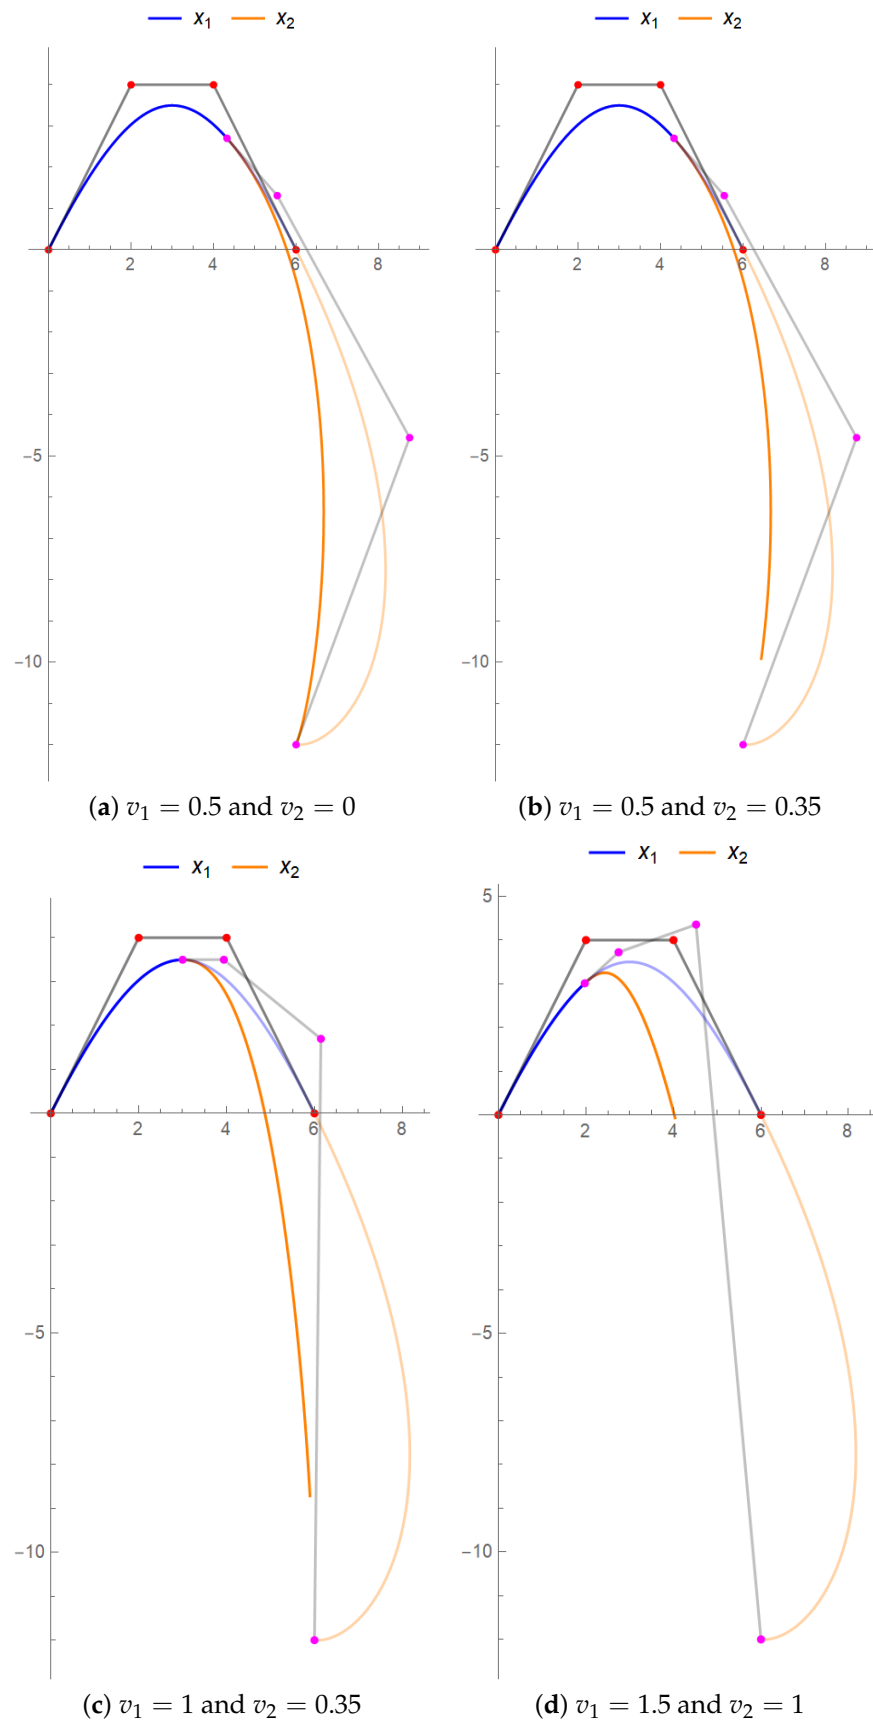 x₁ x₂ x₁ x₂
2 4 6 8 2 4 6 8
−5 −5
−10 −10
(a) v₁ = 0.5 and v₂ = 0 (b) v₁ = 0.5 and v₂ = 0.35
x₁ x₂ x₁ x₂
5
2 4 6 8 2 4 6 8
−5 −5
−10 −10
(c) v₁ = 1 and v₂ = 0.35 (d) v₁ = 1.5 and v₂ = 1